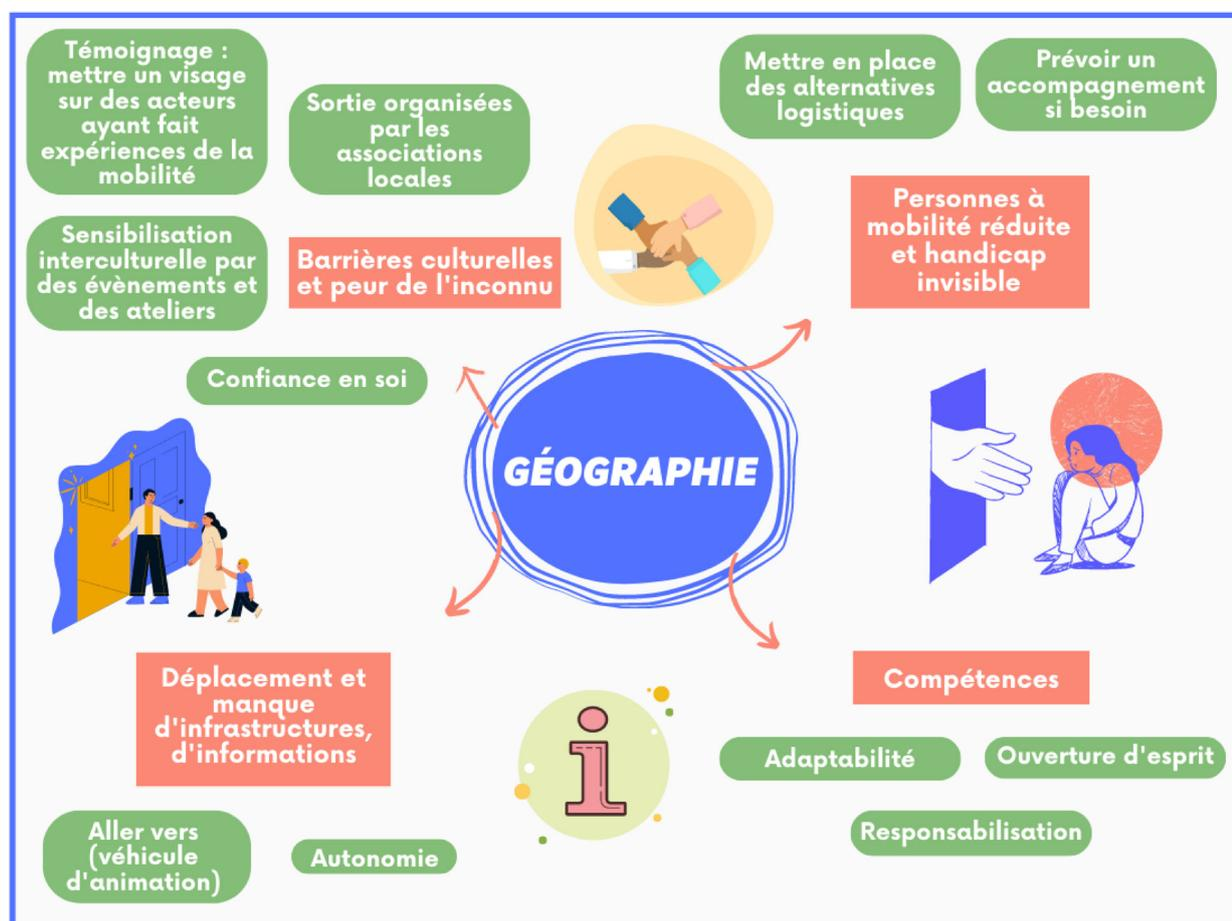 Témoignage :
mettre un visage
sur des acteurs
ayant fait
expériences de la
mobilité
Sortie organisées
par les
associations
locales
Sensibilisation
interculturelle par
des évènements et
des ateliers
Barrières culturelles
et peur de l'inconnu
Confiance en soi
Mettre en place
des alternatives
logistiques
Prévoir un
accompagnement
si besoin
Personnes à
mobilité réduite
et handicap
invisible
GÉOGRAPHIE
Déplacement et
manque
d'infrastructures,
d'informations
Aller vers
(véhicule
d'animation)
Autonomie
i
Compétences
Adaptabilité
Ouverture d'esprit
Responsabilisation